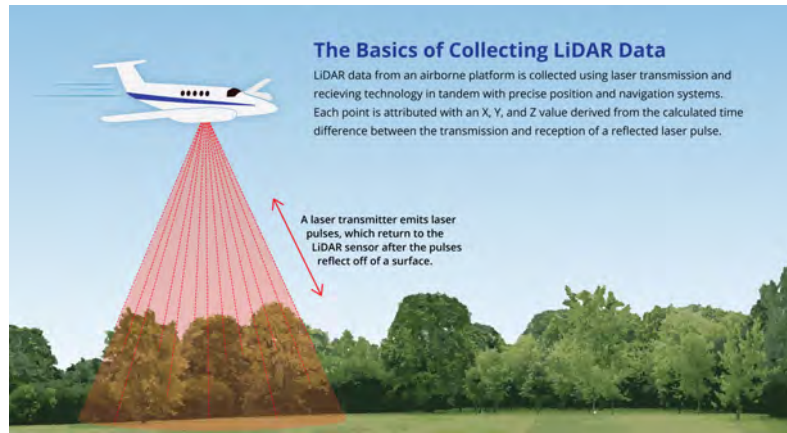 The Basics of Collecting LiDAR Data
LiDAR data from an airborne platform is collected using laser transmission and
recieving technology in tandem with precise position and navigation systems.
Each point is attributed with an X, Y, and Z value derived from the calculated time
difference between the transmission and reception of a reflected laser pulse.
A laser transmitter emits laser
pulses, which return to the
LiDAR sensor after the pulses
reflect off of a surface.